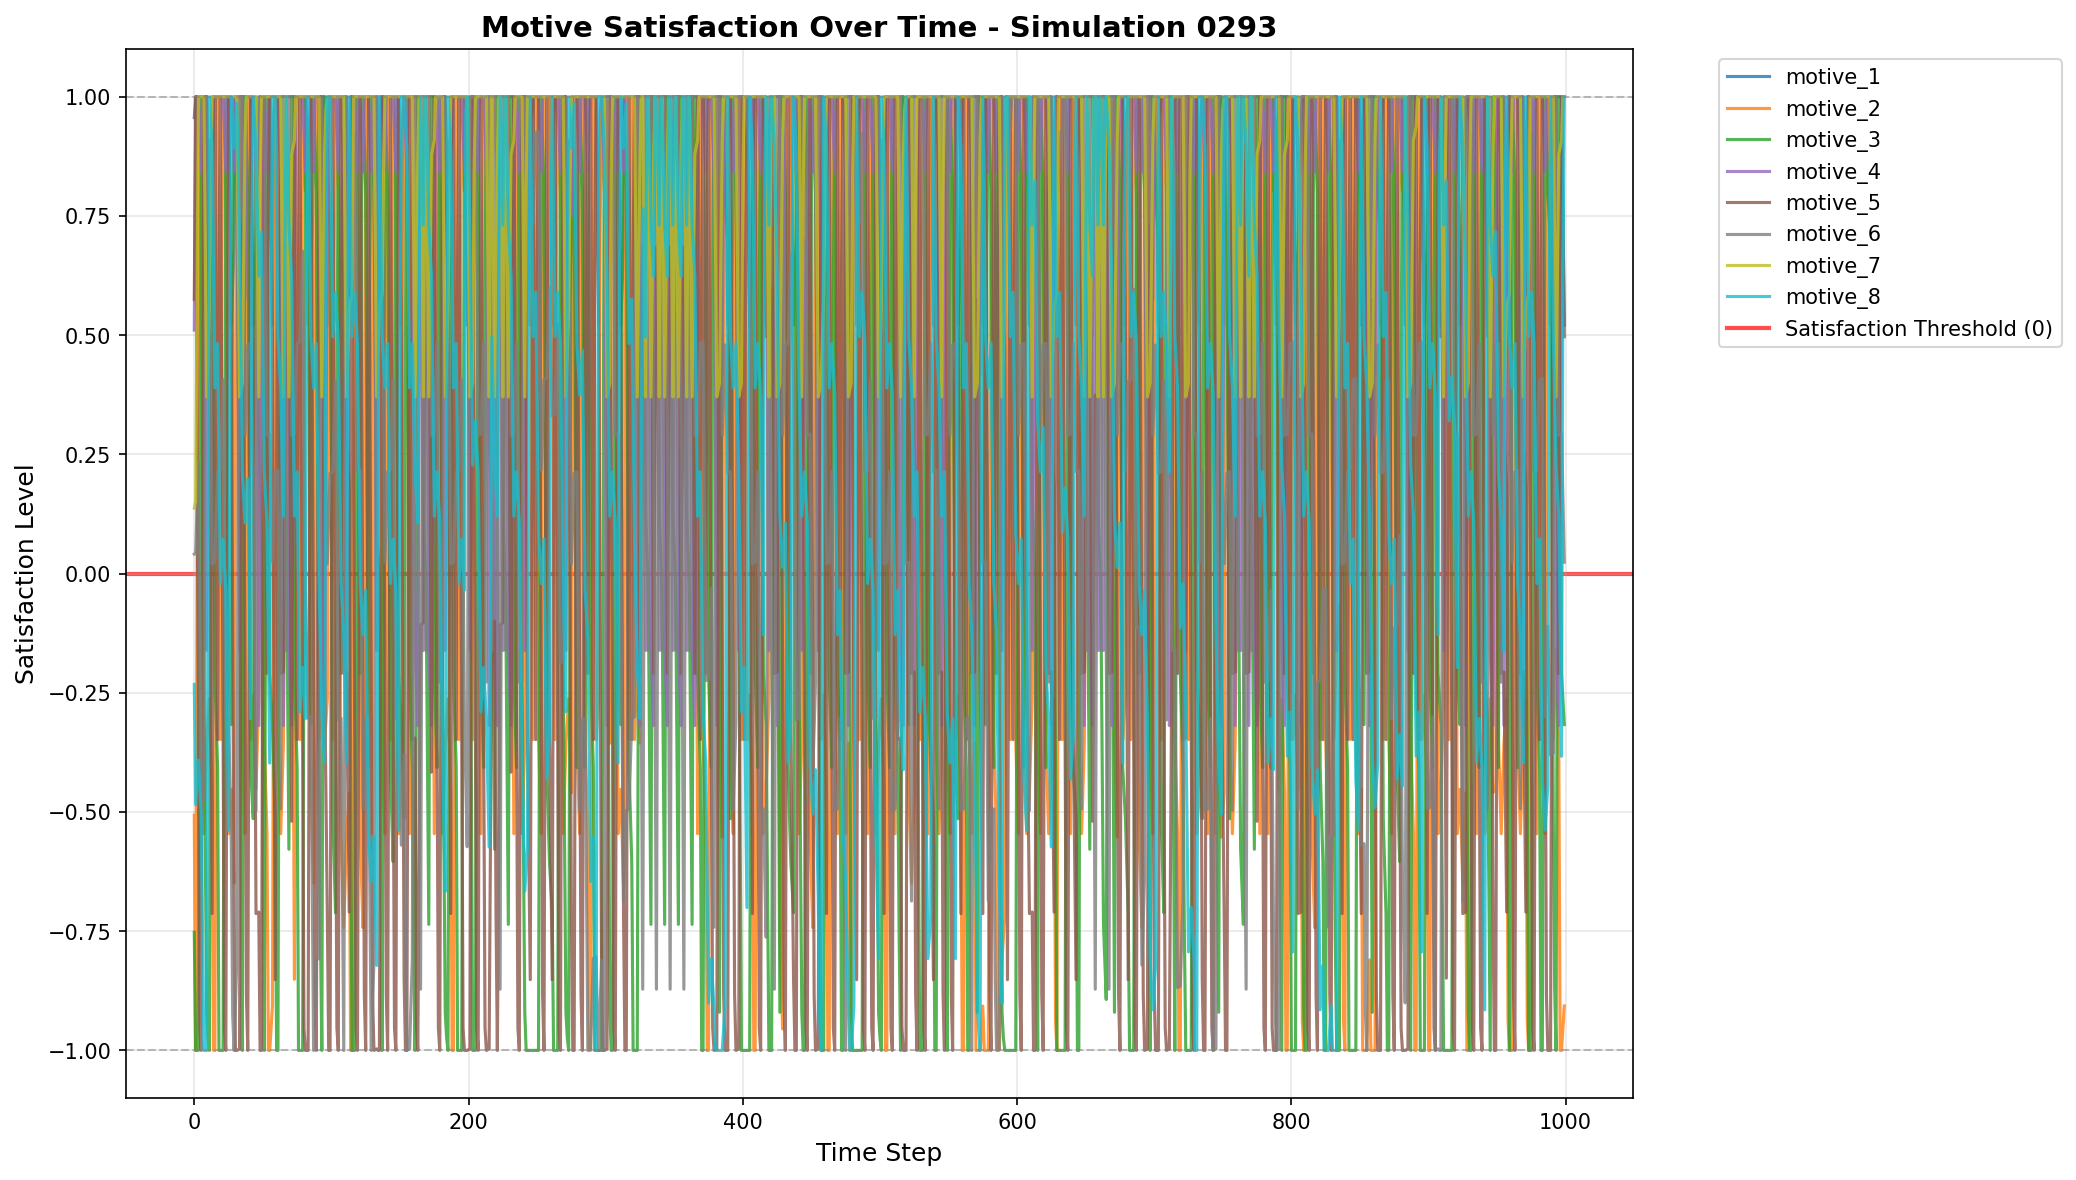 Motive Satisfaction Over Time - Simulation 0293
1.00
0.75
0.50
0.25
0.00
−0.25
−0.50
−0.75
−1.00
Satisfaction Level
0
200
400
600
800
1000
Time Step
motive_1
motive_2
motive_3
motive_4
motive_5
motive_6
motive_7
motive_8
Satisfaction Threshold (0)